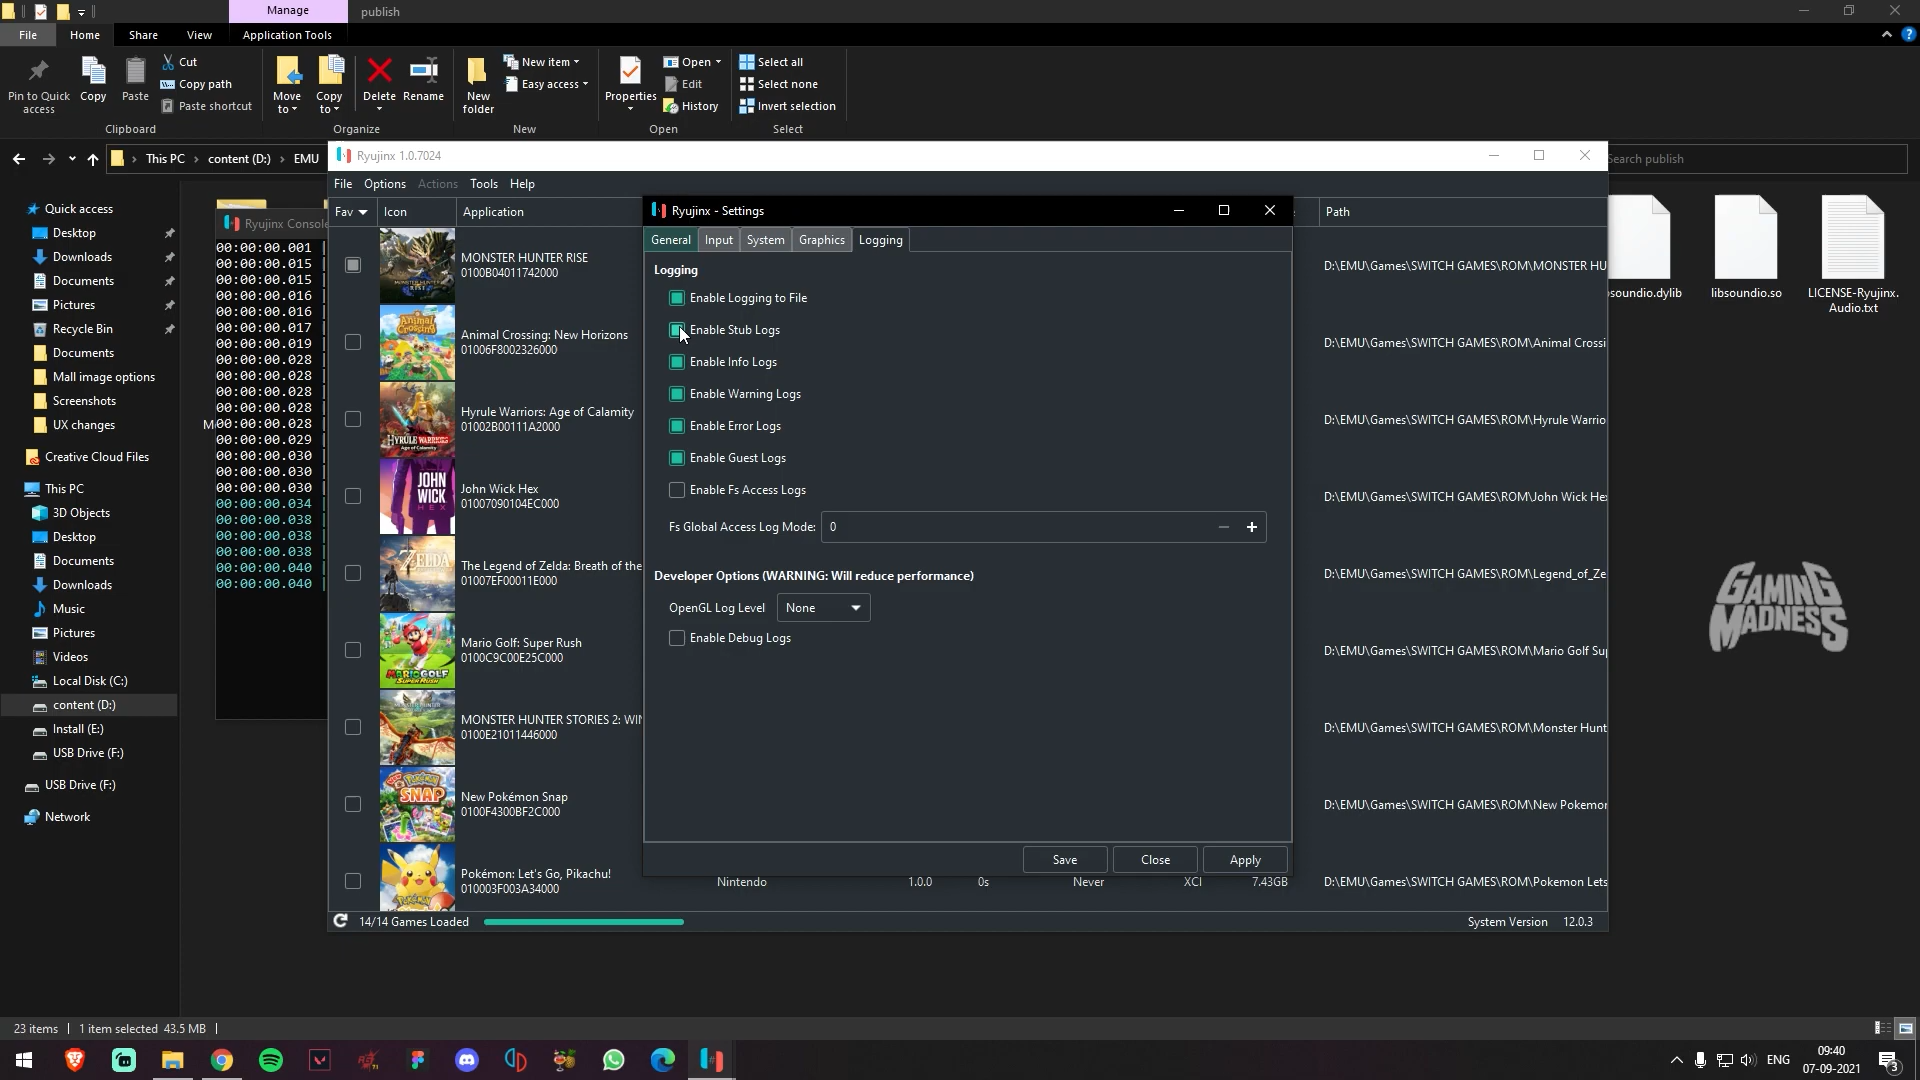 Manage
publish
File
Home
Share
View
Application Tools
Pin to Quick access
Copy
Paste
Cut
Copy path
Paste shortcut
Clipboard
Move to
Copy to
Delete
Rename
Organize
New folder
New item
Easy access
New
Properties
Open
Edit
History
Open
Select all
Select none
Invert selection
Select
This PC
content (D:)
EMU
Search publish
Quick access
Desktop
Downloads
Documents
Pictures
Recycle Bin
Documents
Mall image options
Screenshots
UX changes
Creative Cloud Files
This PC
3D Objects
Desktop
Documents
Downloads
Music
Pictures
Videos
Local Disk (C:)
content (D:)
Install (E:)
USB Drive (F:)
USB Drive (F:)
Network
Ryujinx Console
00:00:00.001 |
00:00:00.015 |
00:00:00.015 |
00:00:00.016 |
00:00:00.016 |
00:00:00.017 |
00:00:00.019 |
00:00:00.028 |
00:00:00.028 |
00:00:00.028 |
00:00:00.028 |
00:00:00.028 |
00:00:00.029 |
00:00:00.030 |
00:00:00.030 |
00:00:00.030 |
00:00:00.034 |
00:00:00.038 |
00:00:00.038 |
00:00:00.038 |
00:00:00.040 |
00:00:00.040 |
Ryujinx 1.0.7024
File Options Actions Tools Help
Fav
Icon
Application
Path
MONSTER HUNTER RISE
0100B04011742000
D:\EMU\Games\SWITCH GAMES\ROM\MONSTER HU
Animal Crossing: New Horizons
01006F8002326000
D:\EMU\Games\SWITCH GAMES\ROM\Animal Crossi
Hyrule Warriors: Age of Calamity
01002B00111A2000
D:\EMU\Games\SWITCH GAMES\ROM\Hyrule Warrio
John Wick Hex
01007090104EC000
D:\EMU\Games\SWITCH GAMES\ROM\John Wick Hex
The Legend of Zelda: Breath of the
01007EF00011E000
D:\EMU\Games\SWITCH GAMES\ROM\Legend_of_Ze
Mario Golf: Super Rush
0100C9C00E25C000
D:\EMU\Games\SWITCH GAMES\ROM\Mario Golf Sup
MONSTER HUNTER STORIES 2: WIN
0100E21011446000
D:\EMU\Games\SWITCH GAMES\ROM\Monster Hunt
New Pokémon Snap
0100F4300BF2C000
D:\EMU\Games\SWITCH GAMES\ROM\New Pokemon
Pokémon: Let's Go, Pikachu!
010003F003A34000
Nintendo
1.0.0
0s
Never
XCI
7.43GB
D:\EMU\Games\SWITCH GAMES\ROM\Pokemon Lets
14/14 Games Loaded
System Version 12.0.3
Ryujinx - Settings
General
Input
System
Graphics
Logging
Logging
Enable Logging to File
Enable Stub Logs
Enable Info Logs
Enable Warning Logs
Enable Error Logs
Enable Guest Logs
Enable Fs Access Logs
Fs Global Access Log Mode: 0
Developer Options (WARNING: Will reduce performance)
OpenGL Log Level None
Enable Debug Logs
Save
Close
Apply
soundio.dylib
libsoundio.so
LICENSE-Ryujinx.
Audio.txt
GAMING
MADNESS
23 items
1 item selected 43.5 MB
ENG
09:40
07-09-2021
3